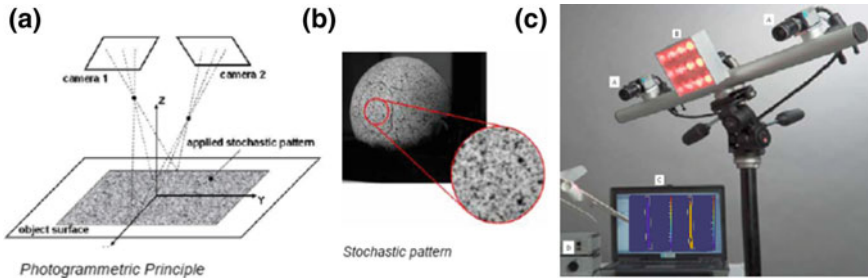 (a)
camera 1
camera 2
Z
applied stochastic pattern
Y
object surface
Photogrammetric Principle
(b)
Stochastic pattern
(c)
A
A
C
D